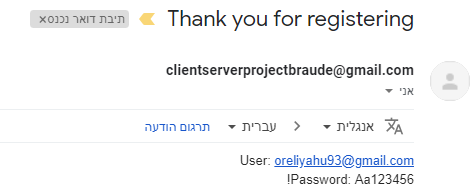 Thank you for registering
תיבת דואר נכנס ×
clientserverprojectbraude@gmail.com
אני
אנגלית > עברית תרגום הודעה
User: oreliyahu93@gmail.com
!Password: Aa123456